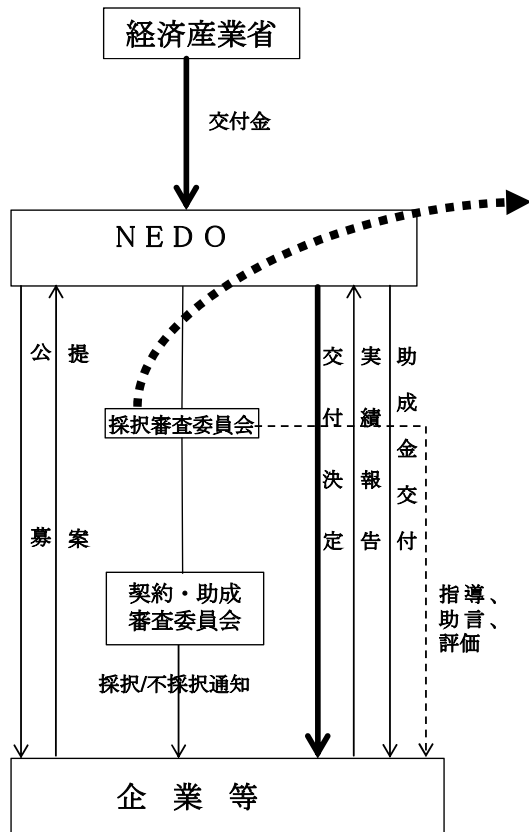 経済産業省
交付金
NEDO
公募
提案
交付決定
実績報告
助成金交付
採択審査委員会
契約・助成
審査委員会
指導、
助言、
評価
採択/不採択通知
企業等